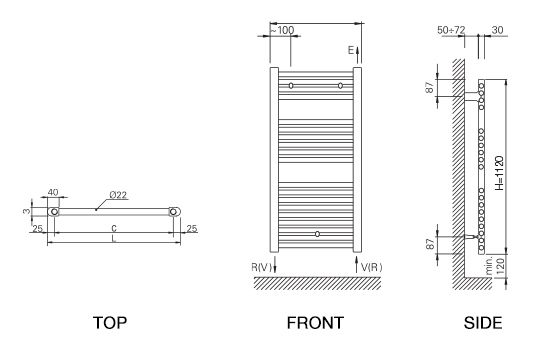 ~100
E
50÷72
30
87
H=1120
40
Ø22
3
25
C
25
L
87
R(V)
V(R)
min.
120
TOP
FRONT
SIDE